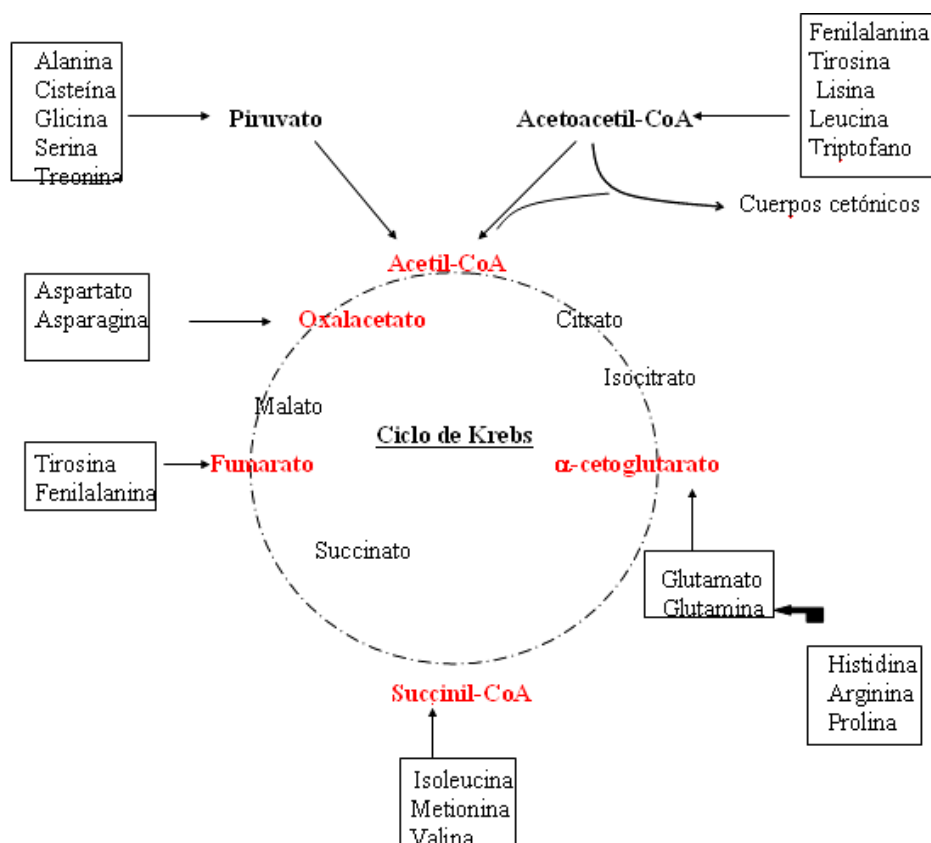 Alanina
Cisteína
Glicina
Serina
Treonina
Piruvato
Acetoacetil-CoA
Fenilalanina
Tirosina
Lisina
Leucina
Triptofano
Cuerpos cetónicos
Acetil-CoA
Aspartato
Asparagina
Oxalacetato
Citrato
Isocitrato
Malato
Ciclo de Krebs
Tirosina
Fenilalanina
Fumarato
α-cetoglutarato
Succinato
Glutamato
Glutamina
Histidina
Arginina
Prolina
Succinil-CoA
Isoleucina
Metionina
Valina